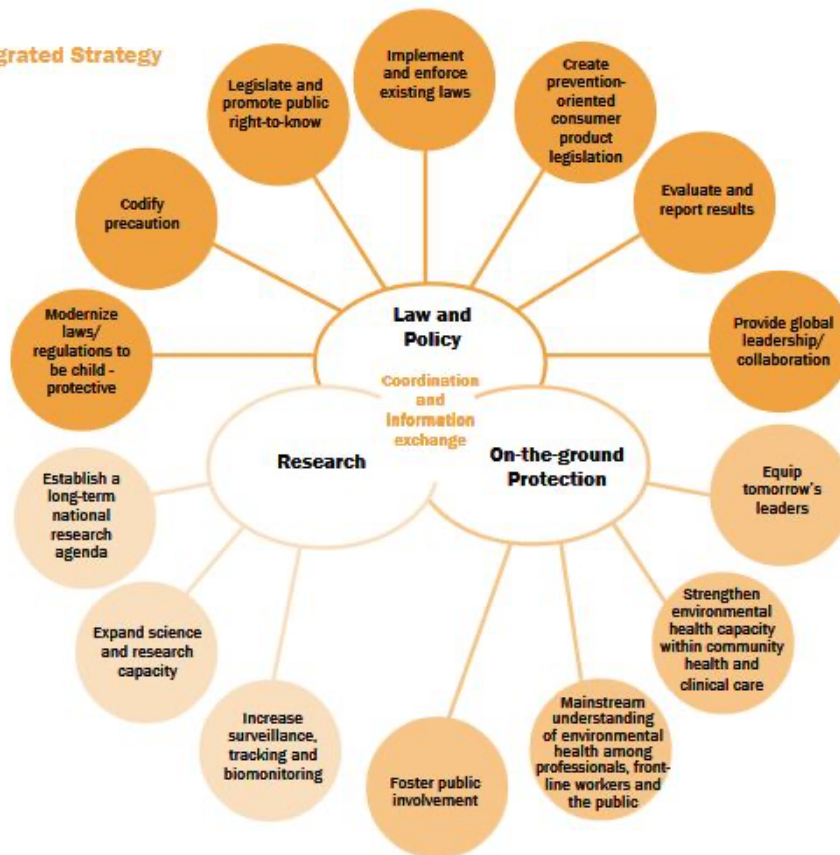 grated Strategy
Implement
and enforce
existing laws
Legislate and
promote public
right-to-know
Create
prevention-
oriented
consumer
product
legislation
Codify
precaution
Evaluate and
report results
Modernize
laws/
regulations to
be child -
protective
Law and
Policy
Provide global
leadership/
collaboration
Coordination
and
information
exchange
Research
On-the-ground
Protection
Establish a
long-term
national
research
agenda
Equip
tomorrow's
leaders
Expand science
and research
capacity
Strengthen
environmental
health capacity
within community
health and
clinical care
Increase
surveillance,
tracking and
biomonitoring
Foster public
involvement
Mainstream
understanding
of environmental
health among
professionals, front-
line workers and
the public